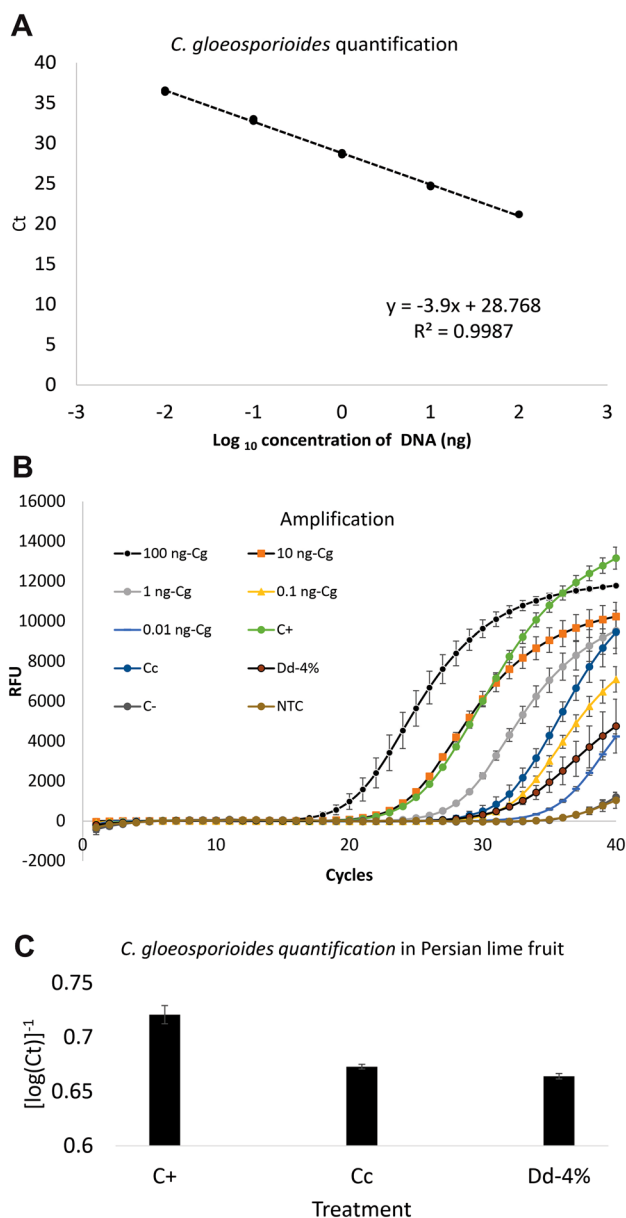 A
C. gloeosporioides quantification
40
35
30
25
20
15
10
5
0
Ct
y = -3.9x + 28.768
R² = 0.9987
-3 -2 -1 0 1 2 3
Log 10 concentration of DNA (ng)
B
16000
14000
12000
10000
8000
6000
4000
2000
0
-2000
RFU
Amplification
100 ng-Cg 10 ng-Cg
1 ng-Cg 0.1 ng-Cg
0.01 ng-Cg C+
Cc Dd-4%
C- NTC
0 10 20 30 40
Cycles
C
C. gloeosporioides quantification in Persian lime fruit
0.75
0.7
0.65
0.6
[log(Ct)]-1
C+ Cc Dd-4%
Treatment